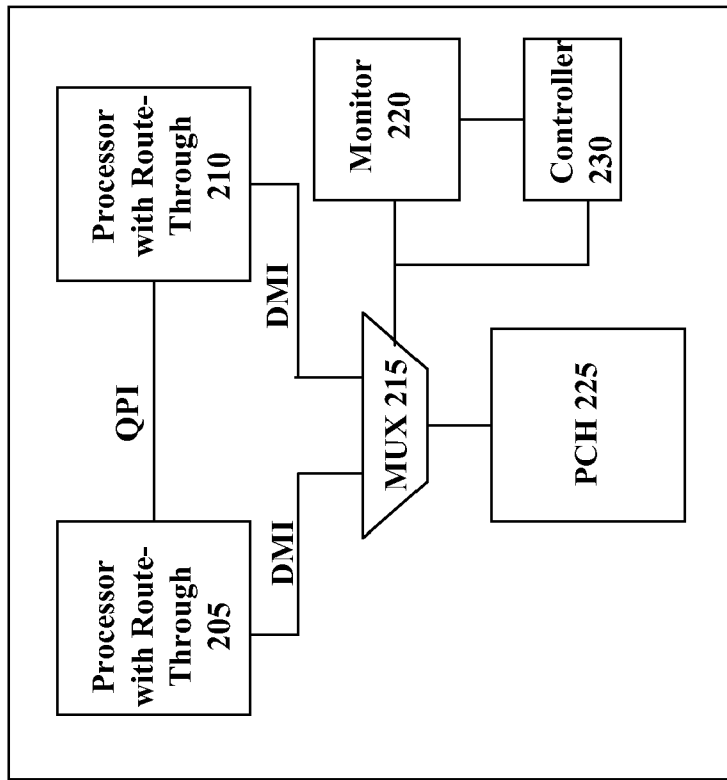 Processor
with Route-
Through
205
QPI
Processor
with Route-
Through
210
DMI
DMI
MUX 215
Monitor
220
Controller
230
PCH 225